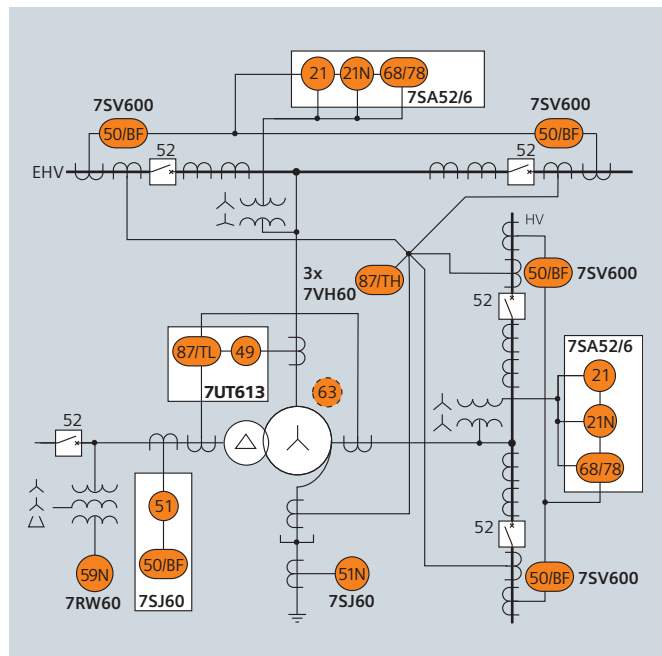 21 21N 68/78
7SA52/6
7SV600 7SV600
50/BF 50/BF
52 52
EHV
HV
3x
7VH60
87/TH
50/BF 7SV600
52
7SA52/6
21
21N
68/78
87/TL 49
7UT613
63
52
51
50/BF
7SJ60
59N
7RW60
51N
7SJ60
52
50/BF 7SV600